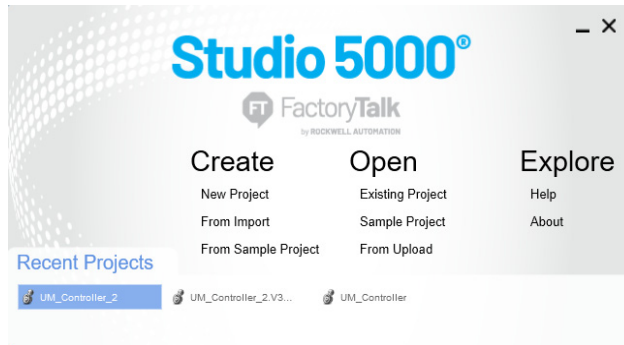 Studio 5000®
FT FactoryTalk
by ROCKWELL AUTOMATION
Create Open Explore
New Project Existing Project Help
From Import Sample Project About
From Sample Project From Upload
Recent Projects
UM_Controller_2 UM_Controller_2.V3... UM_Controller